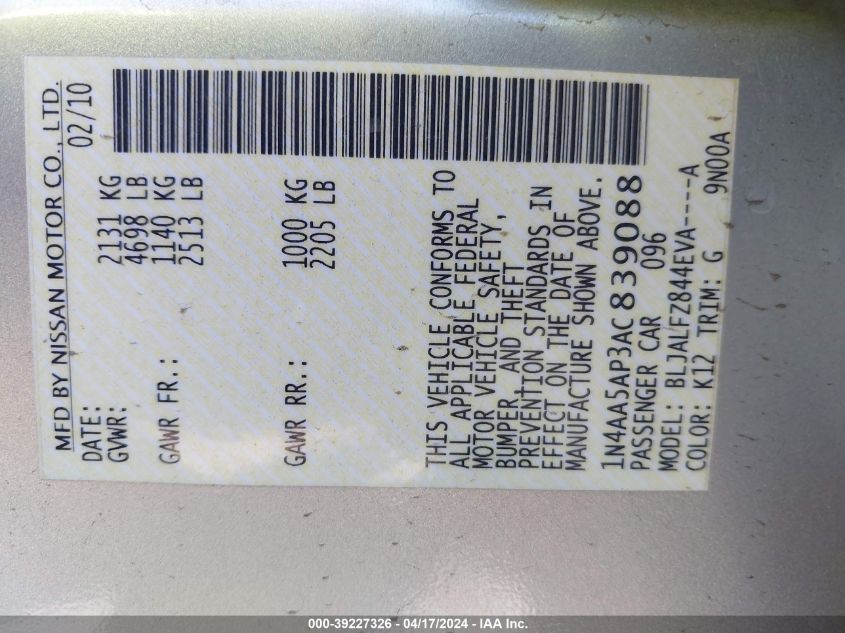 MFD BY NISSAN MOTOR CO., LTD.
DATE: 02/10
GVWR: 2131 KG
4698 LB
GAWR FR.: 1140 KG
2513 LB
GAWR RR.: 1000 KG
2205 LB
THIS VEHICLE CONFORMS TO
ALL APPLICABLE FEDERAL
MOTOR VEHICLE SAFETY,
BUMPER, AND THEFT
PREVENTION STANDARDS IN
EFFECT ON THE DATE OF
MANUFACTURE SHOWN ABOVE.
1N4AA5AP3AC839088
PASSENGER CAR 096
MODEL: BLJALFZ844EVA----A
COLOR: K12 TRIM: G 9N00A
000-39227326 - 04/17/2024 - IAA Inc.